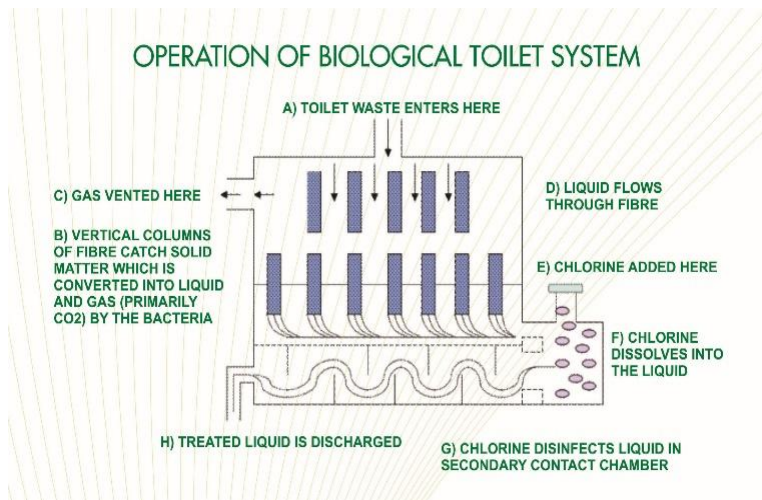 OPERATION OF BIOLOGICAL TOILET SYSTEM
A) TOILET WASTE ENTERS HERE
C) GAS VENTED HERE
B) VERTICAL COLUMNS
OF FIBRE CATCH SOLID
MATTER WHICH IS
CONVERTED INTO LIQUID
AND GAS (PRIMARILY
CO2) BY THE BACTERIA
D) LIQUID FLOWS
THROUGH FIBRE
E) CHLORINE ADDED HERE
F) CHLORINE
DISSOLVES INTO
THE LIQUID
H) TREATED LIQUID IS DISCHARGED
G) CHLORINE DISINFECTS LIQUID IN
SECONDARY CONTACT CHAMBER